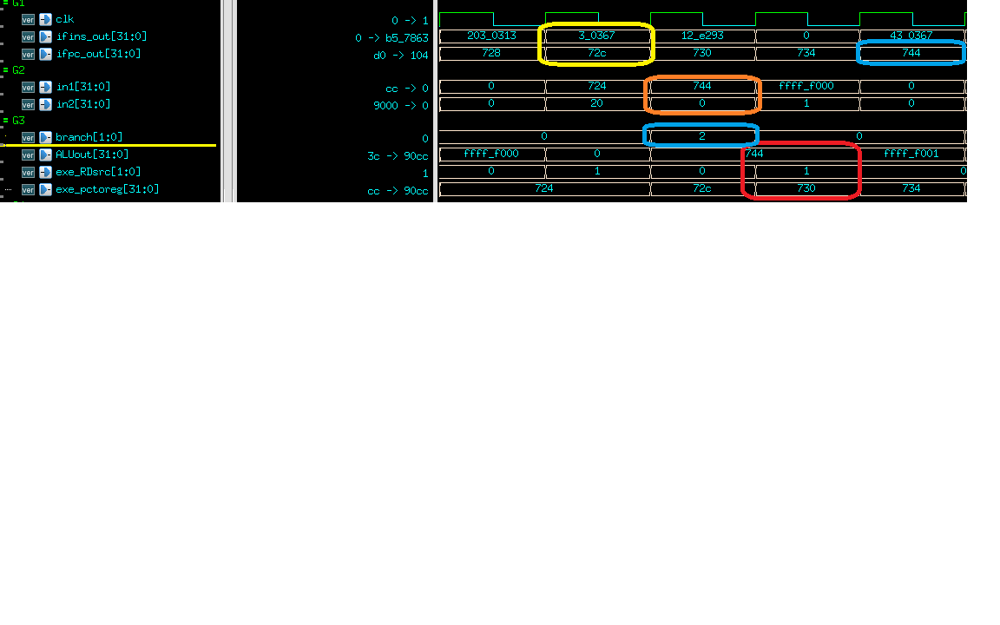 = G1
ver clk 0 -> 1
ver ifins_out[31:0] 0 -> b5_7863 203_0313 3_0367 12_e293 0 43_0367
ver ifpc_out[31:0] d0 -> 104 728 72c 730 734 744
= G2
ver in1[31:0] cc -> 0 0 724 744 ffff_f000 0
ver in2[31:0] 9000 -> 0 0 20 0 1 0
= G3
ver branch[1:0] 0 0 2 0
ver ALUout[31:0] 3c -> 90cc ffff_f000 0 744 ffff_f001
ver exe_RDsrc[1:0] 1 0 1 0 1 0
ver exe_pctoreg[31:0] cc -> 90cc 724 72c 730 734